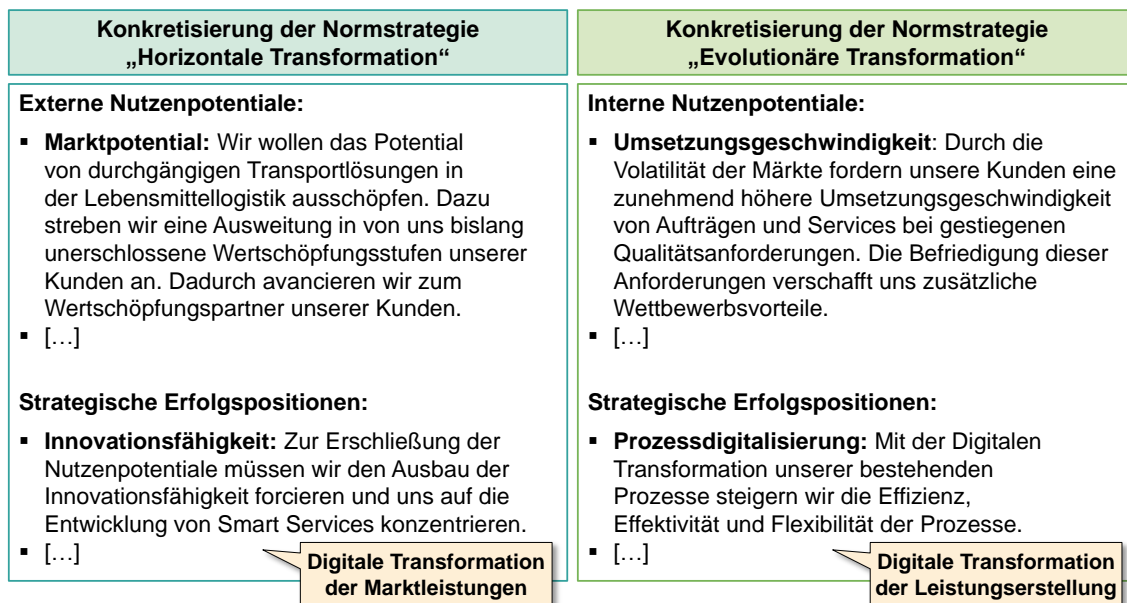 Konkretisierung der Normstrategie
„Horizontale Transformation“
Externe Nutzenpotentiale:
▪ Marktpotential: Wir wollen das Potential
von durchgängigen Transportlösungen in
der Lebensmittellogistik ausschöpfen. Dazu
streben wir eine Ausweitung in von uns bislang
unerschlossene Wertschöpfungsstufen unserer
Kunden an. Dadurch avancieren wir zum
Wertschöpfungspartner unserer Kunden.
▪ […]
Strategische Erfolgspositionen:
▪ Innovationsfähigkeit: Zur Erschließung der
Nutzenpotentiale müssen wir den Ausbau der
Innovationsfähigkeit forcieren und uns auf die
Entwicklung von Smart Services konzentrieren.
▪ […]
Digitale Transformation
der Marktleistungen
Konkretisierung der Normstrategie
„Evolutionäre Transformation“
Interne Nutzenpotentiale:
▪ Umsetzungsgeschwindigkeit: Durch die
Volatilität der Märkte fordern unsere Kunden eine
zunehmend höhere Umsetzungsgeschwindigkeit
von Aufträgen und Services bei gestiegenen
Qualitätsanforderungen. Die Befriedigung dieser
Anforderungen verschafft uns zusätzliche
Wettbewerbsvorteile.
▪ […]
Strategische Erfolgspositionen:
▪ Prozessdigitalisierung: Mit der Digitalen
Transformation unserer bestehenden
Prozesse steigern wir die Effizienz,
Effektivität und Flexibilität der Prozesse.
▪ […]
Digitale Transformation
der Leistungserstellung